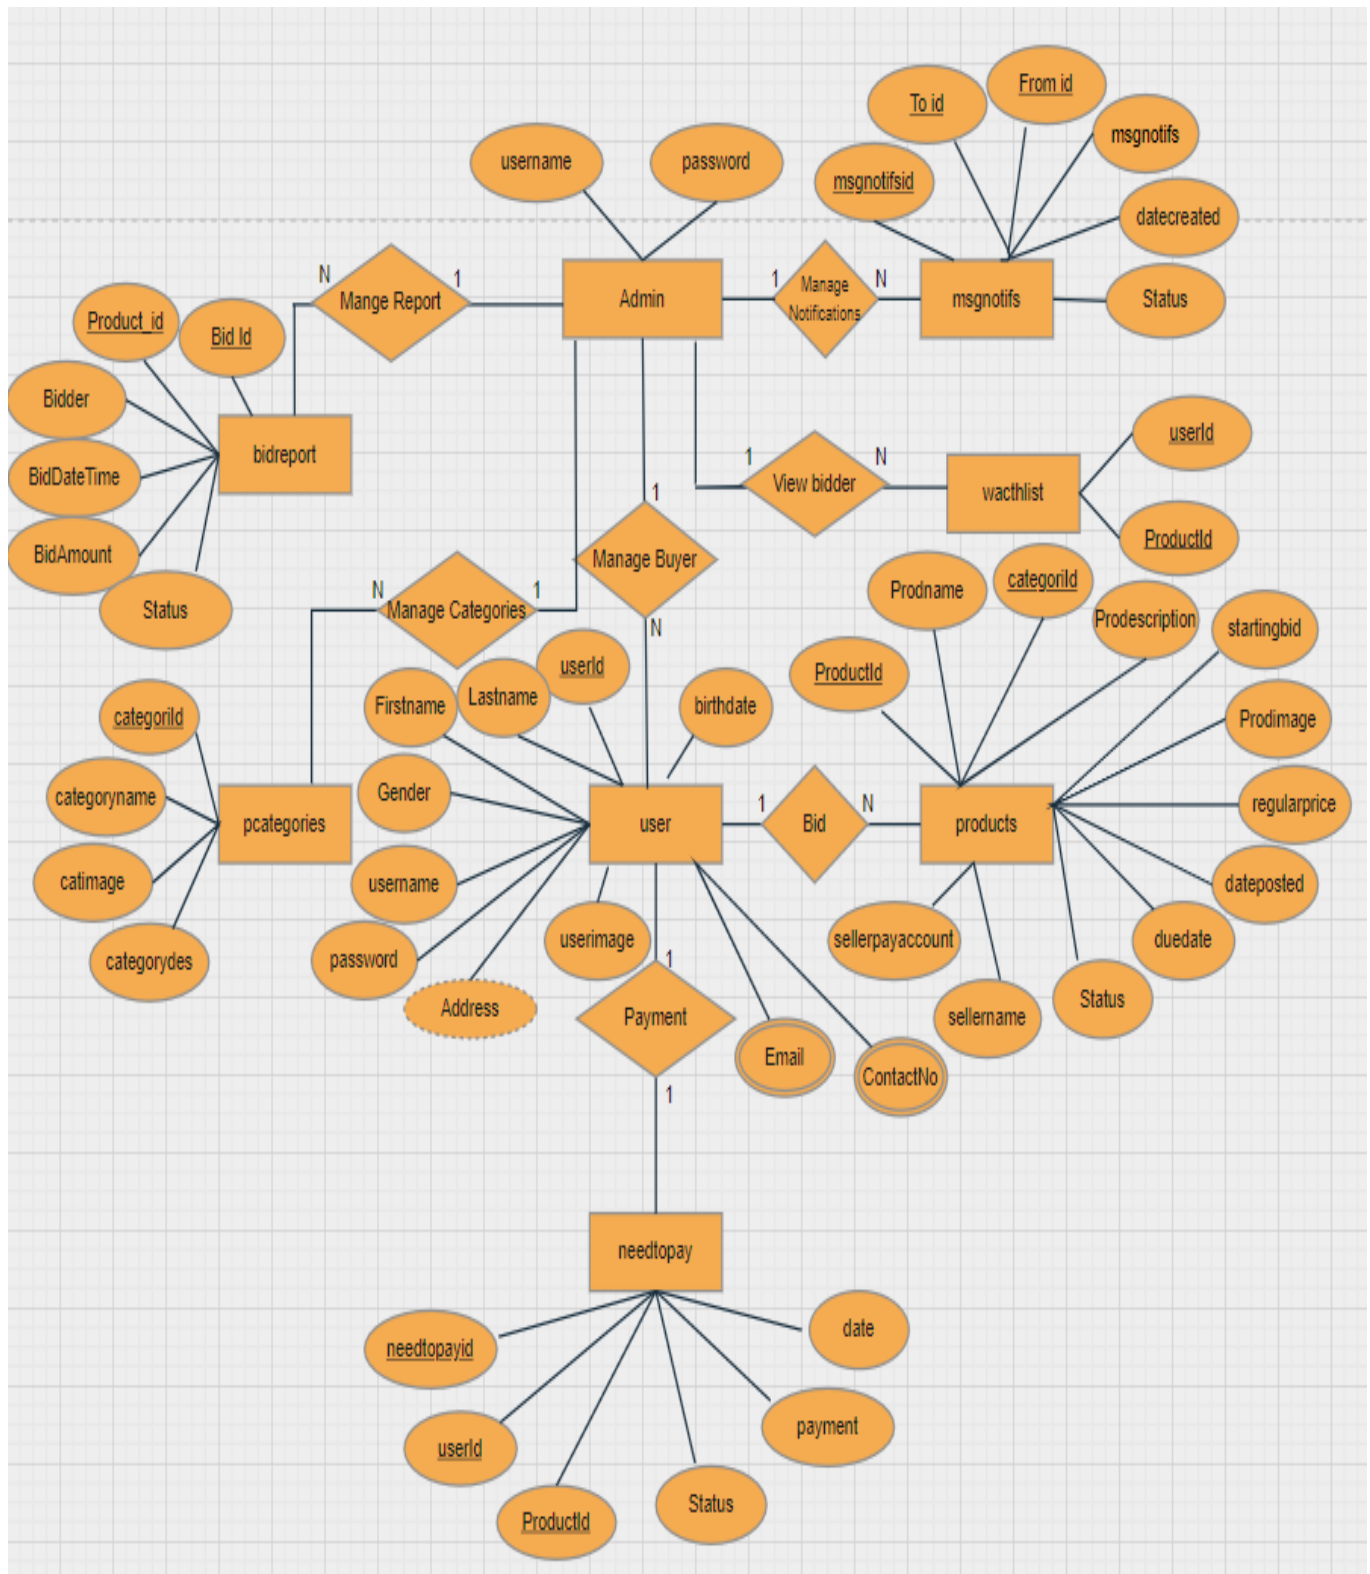 From id
To id
msgnotifs
username
password
msgnotifsid
datecreated
N
1
Mange Report
Admin
1
Manage
Notifications
N
msgnotifs
Status
Product_id
Bid Id
Bidder
bidreport
BidDateTime
BidAmount
Status
1
View bidder
N
wacthlist
userId
ProductId
1
Manage Buyer
N
N
Manage Categories
1
Prodname
categoriId
Prodescription
startingbid
ProductId
Prodimage
regularprice
dateposted
duedate
Status
sellername
sellerpayaccount
products
userId
Lastname
Firstname
birthdate
Gender
username
password
Address
userimage
user
1
Bid
N
categoriId
categoryname
pcategories
catimage
categorydes
1
Payment
1
Email
ContactNo
needtopay
needtopayid
date
userId
payment
ProductId
Status